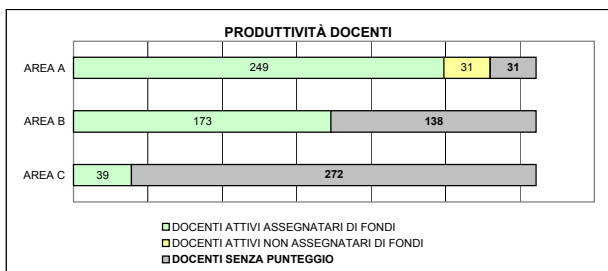 PRODUTTIVITÀ DOCENTI
AREA A 249 31 31
AREA B 173 138
AREA C 39 272
DOCENTI ATTIVI ASSEGNATARI DI FONDI
DOCENTI ATTIVI NON ASSEGNATARI DI FONDI
DOCENTI SENZA PUNTEGGIO